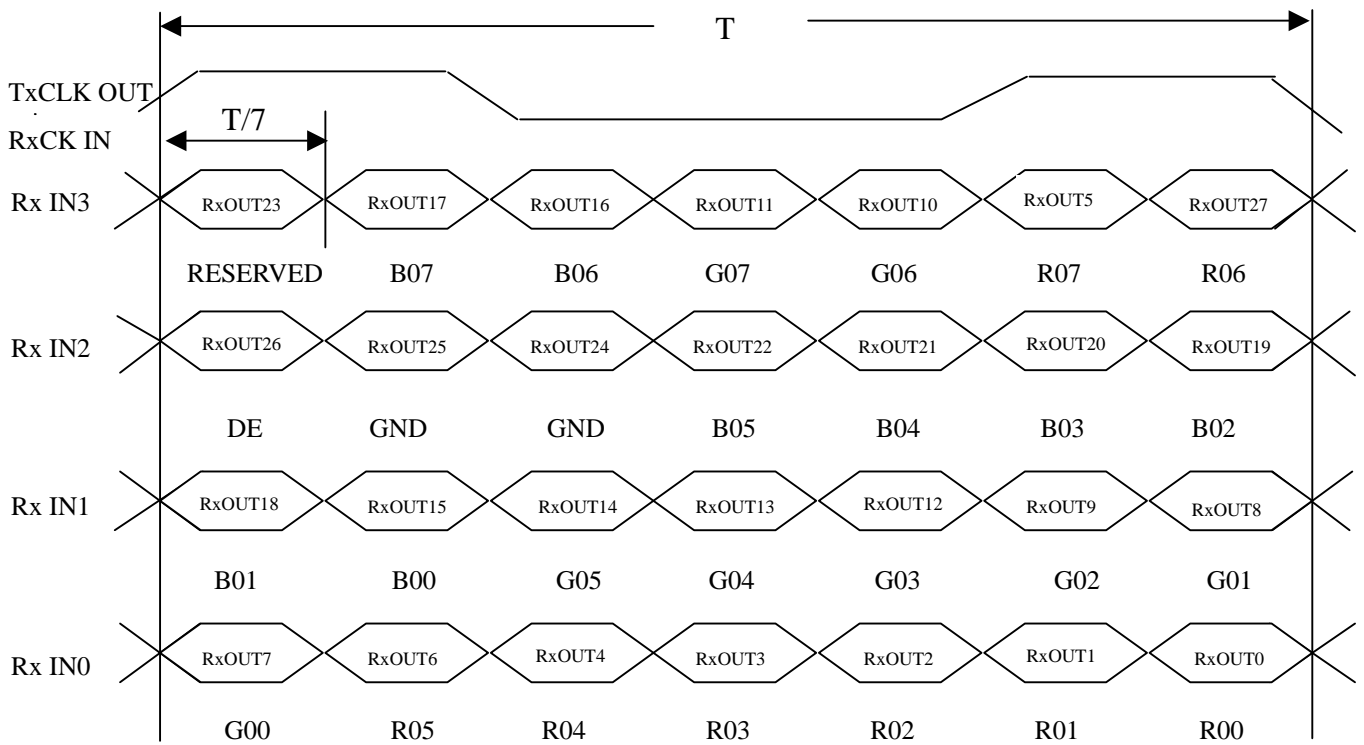 T
TxCLK OUT
RxCK IN
T/7
Rx IN3 RxOUT23 RxOUT17 RxOUT16 RxOUT11 RxOUT10 RxOUT5 RxOUT27
RESERVED B07 B06 G07 G06 R07 R06
Rx IN2 RxOUT26 RxOUT25 RxOUT24 RxOUT22 RxOUT21 RxOUT20 RxOUT19
DE GND GND B05 B04 B03 B02
Rx IN1 RxOUT18 RxOUT15 RxOUT14 RxOUT13 RxOUT12 RxOUT9 RxOUT8
B01 B00 G05 G04 G03 G02 G01
Rx IN0 RxOUT7 RxOUT6 RxOUT4 RxOUT3 RxOUT2 RxOUT1 RxOUT0
G00 R05 R04 R03 R02 R01 R00